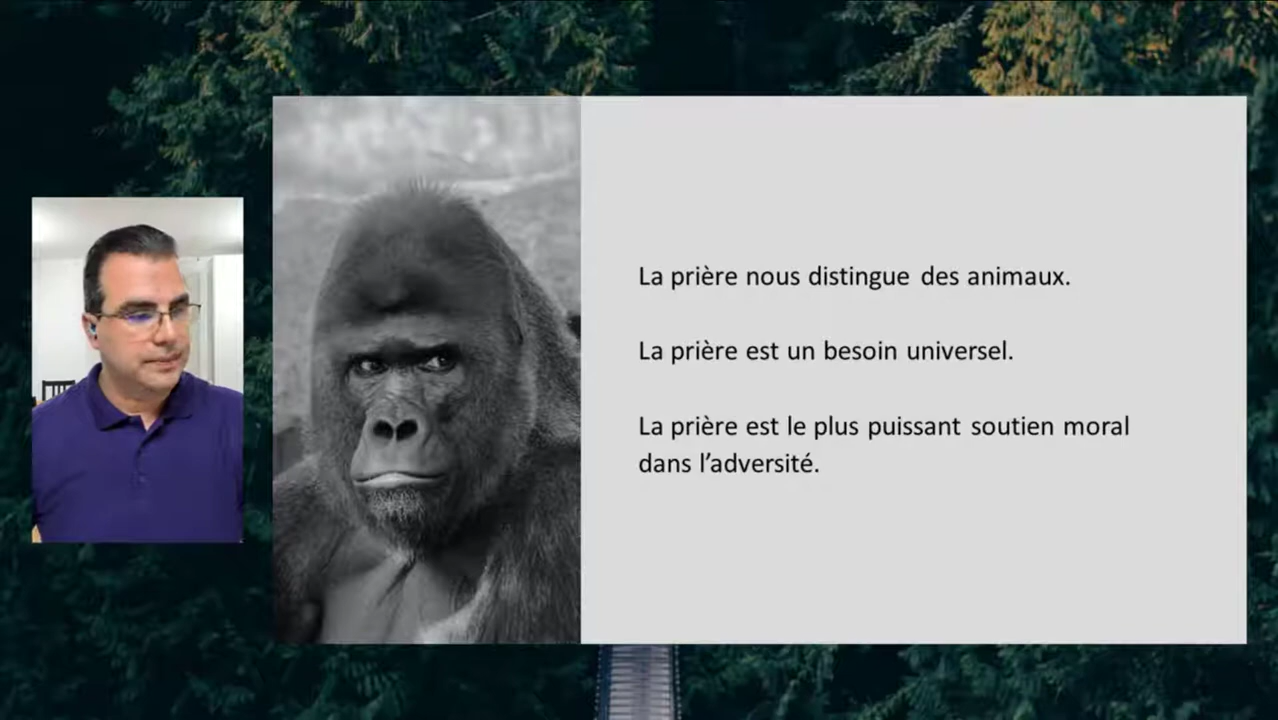 La prière nous distingue des animaux.
La prière est un besoin universel.
La prière est le plus puissant soutien moral
dans l’adversité.